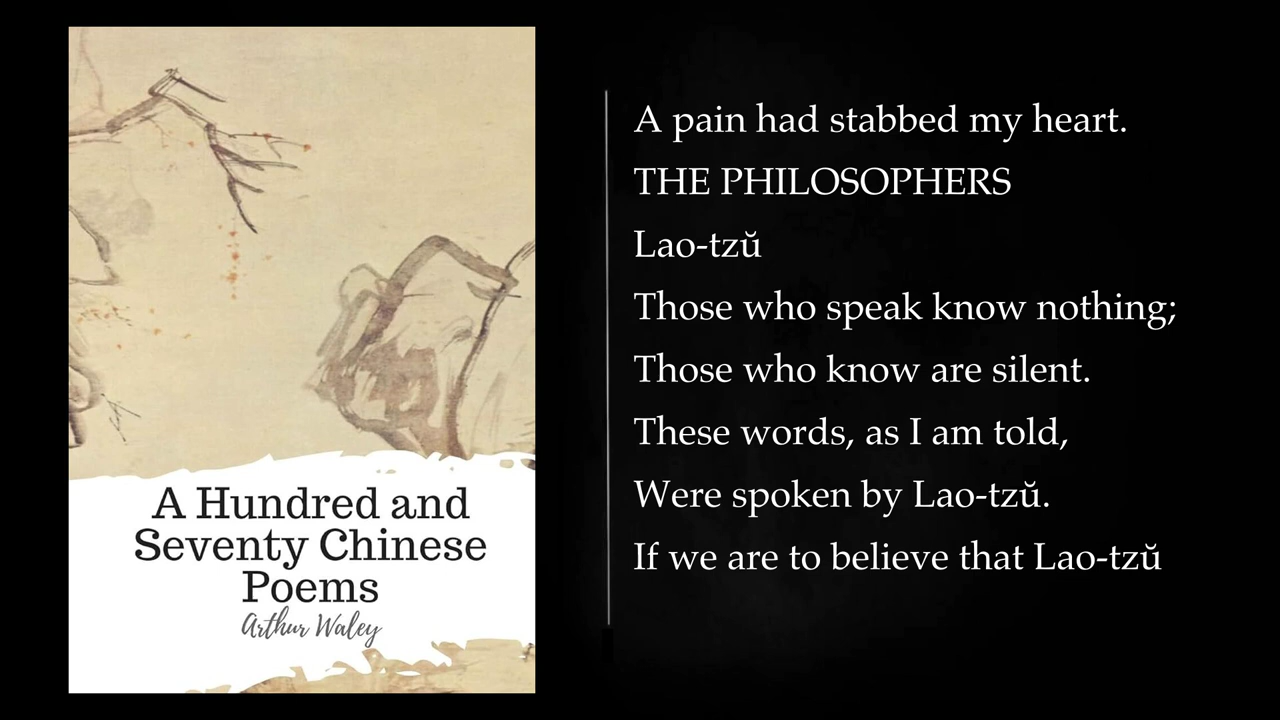 A Hundred and
Seventy Chinese
Poems
Arthur Waley
A pain had stabbed my heart.
THE PHILOSOPHERS
Lao-tzŭ
Those who speak know nothing;
Those who know are silent.
These words, as I am told,
Were spoken by Lao-tzŭ.
If we are to believe that Lao-tzŭ